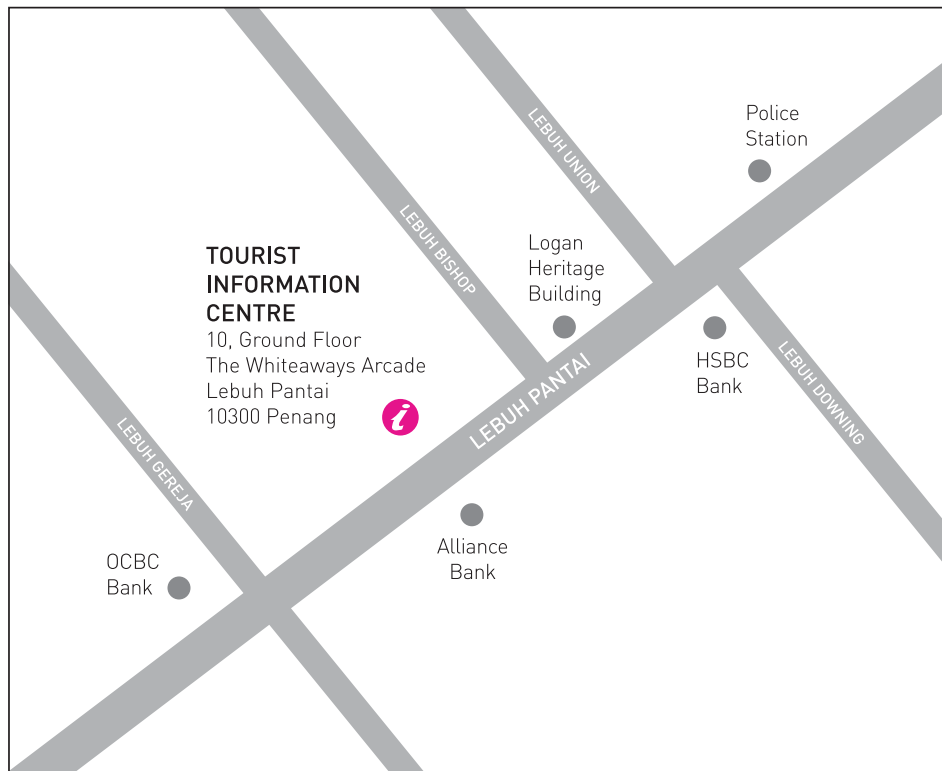 Police
Station
LEBUH UNION
LEBUH BISHOP
Logan
Heritage
Building
TOURIST
INFORMATION
CENTRE
10, Ground Floor
The Whiteaways Arcade
Lebuh Pantai
10300 Penang
i
HSBC
Bank
LEBUH PANTAI
LEBUH DOWNING
LEBUH GEREJA
Alliance
Bank
OCBC
Bank